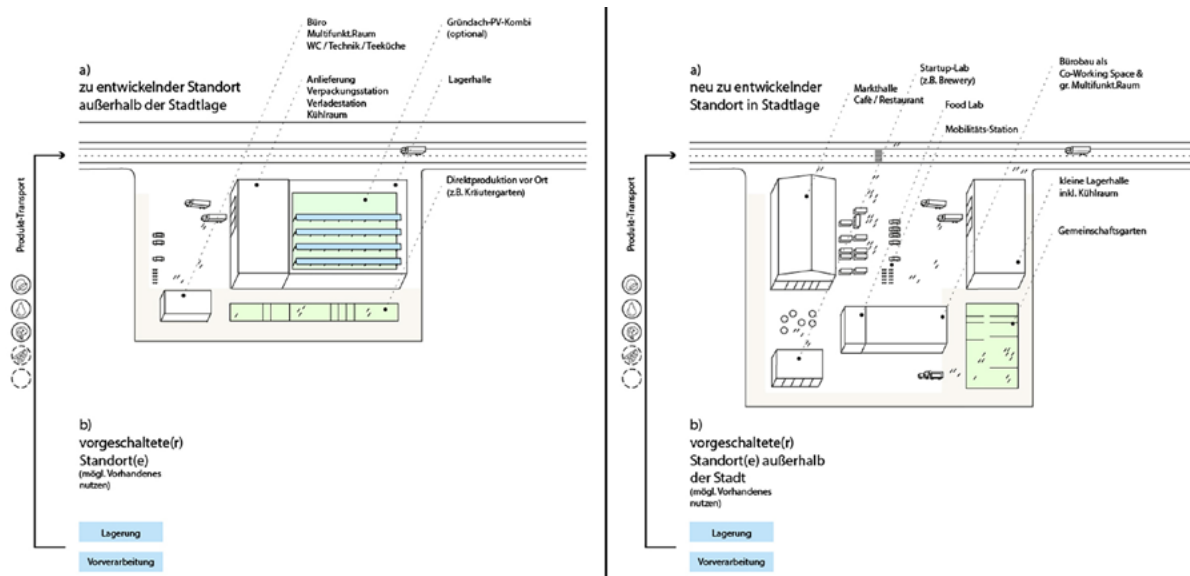 Büro
Multifunkt.Raum
WC / Technik / Teeküche
Gründach-PV-Kombi
(optional)
a)
zu entwickelnder Standort
außerhalb der Stadtlage
Anlieferung
Verpackungsstation
Verladestation
Kühlraum
Lagerhalle
Direktproduktion vor Ort
(z.B. Kräutergarten)
Produkt-Transport
b)
vorgeschaltete(r)
Standort(e)
(mögl. Vorhandenes
nutzen)
Lagerung
Vorverarbeitung
a)
neu zu entwickelnder
Standort in Stadtlage
Markthalle
Cafè / Restaurant
Startup-Lab
(z.B. Brewery)
Food Lab
Mobilitäts-Station
Bürobau als
Co-Working Space &
gr. Multifunkt.Raum
kleine Lagerhalle
inkl. Kühlraum
Gemeinschaftsgarten
Produkt-Transport
b)
vorgeschaltete(r)
Standort(e) außerhalb
der Stadt
(mögl. Vorhandenes
nutzen)
Lagerung
Vorverarbeitung